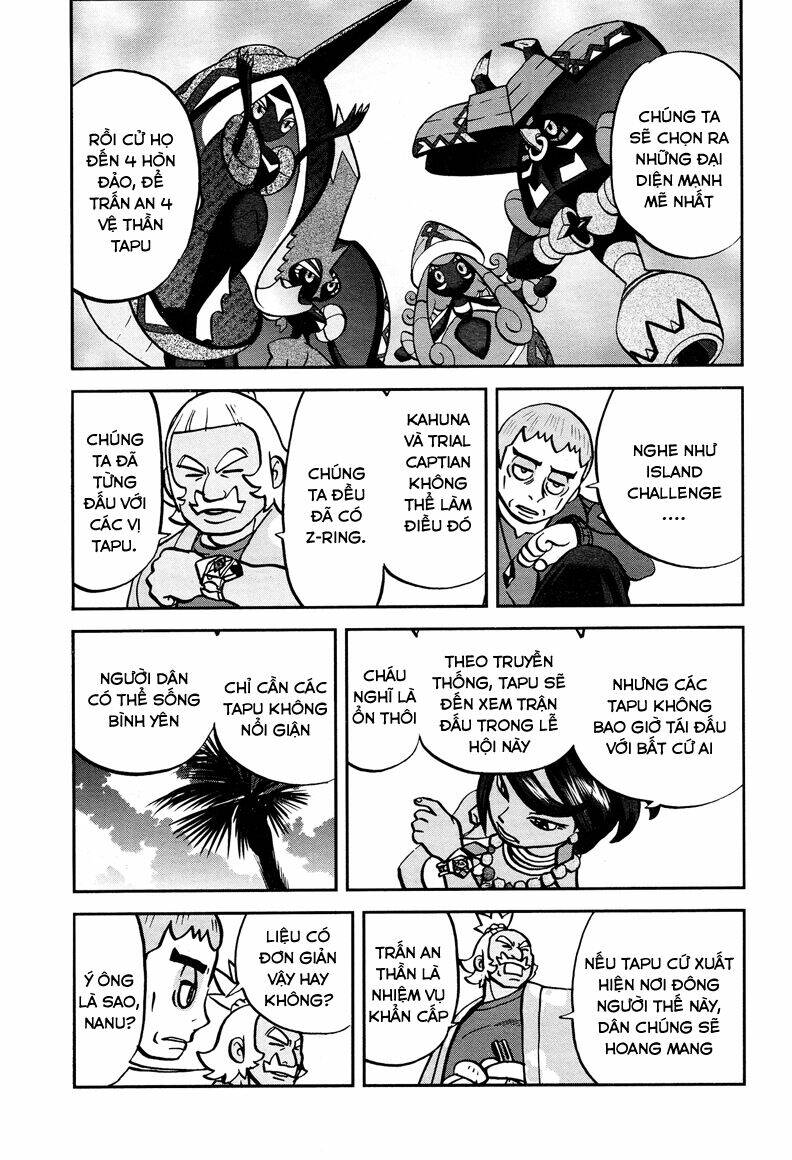 CHÚNG TA
SẼ CHỌN RA
NHỮNG ĐẠI
DIỆN MẠNH
MẼ NHẤT
RỒI CỬ HỌ
ĐẾN 4 HÒN
ĐẢO, ĐỂ
TRẤN AN 4
VỆ THẦN
TAPU
NGHE NHƯ
ISLAND
CHALLENGE
....
KAHUNA
VÀ TRIAL
CAPTIAN
KHÔNG
THỂ LÀM
ĐIỀU ĐÓ
CHÚNG
TA ĐỀU
ĐÃ CÓ
Z-RING.
CHÚNG
TA ĐÃ
TỪNG
ĐẤU VỚI
CÁC VỊ
TAPU.
NHƯNG CÁC
TAPU KHÔNG
BAO GIỜ TÁI ĐẤU
VỚI BẤT CỨ AI
THEO TRUYỀN
THỐNG, TAPU SẼ
ĐẾN XEM TRẬN
ĐẤU TRONG LỄ
HỘI NÀY
CHÁU
NGHĨ LÀ
ỔN THÔI
CHỈ CẦN CÁC
TAPU KHÔNG
NỔI GIẬN
NGƯỜI DÂN
CÓ THỂ SỐNG
BÌNH YÊN
NẾU TAPU CỨ XUẤT
HIỆN NƠI ĐÔNG
NGƯỜI THẾ NÀY,
DÂN CHÚNG SẼ
HOANG MANG
TRẤN AN
THẦN LÀ
NHIỆM VỤ
KHẨN CẤP
LIỆU CÓ
ĐƠN GIẢN
VẬY HAY
KHÔNG?
Ý ÔNG
LÀ SAO,
NANU?